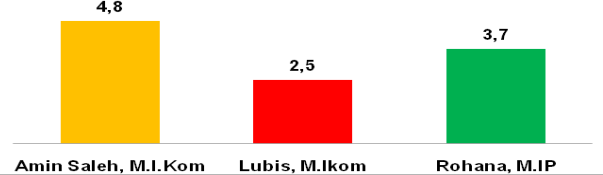 4,8
2,5
3,7
Amin Saleh, M.I.Kom
Lubis, M.Ikom
Rohana, M.IP